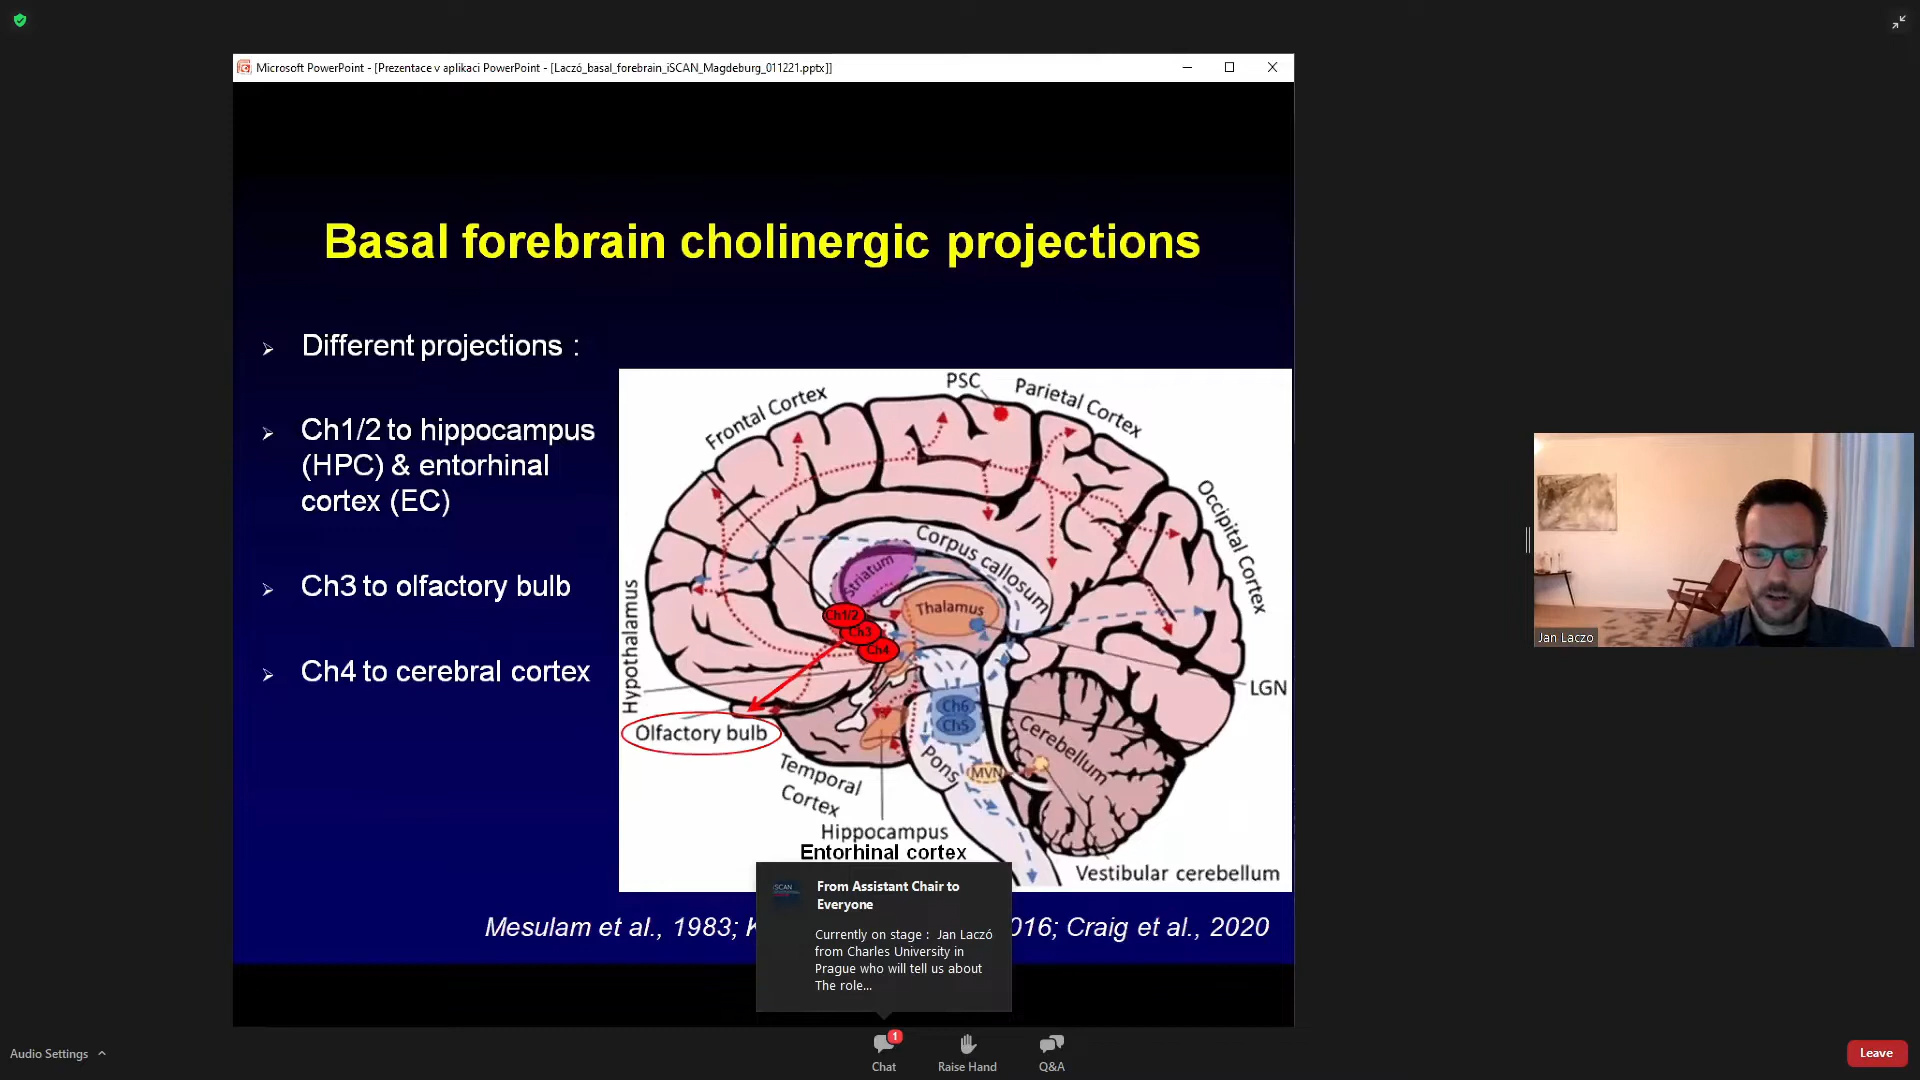 Microsoft PowerPoint - [Prezentace v aplikaci PowerPoint - [Laczó_basal_forebrain_iSCAN_Magdeburg_011221.pptx]]
Basal forebrain cholinergic projections
Different projections :
Ch1/2 to hippocampus
(HPC) & entorhinal
cortex (EC)
Ch3 to olfactory bulb
Ch4 to cerebral cortex
Frontal Cortex
PSC
Parietal Cortex
Occipital Cortex
Corpus callosum
Striatum
Thalamus
Ch1/2
Ch3
Ch4
Hypothalamus
LGN
Ch6
Ch5
Olfactory bulb
Cerebellum
Pons
MVN
Temporal
Cortex
Hippocampus
Entorhinal cortex
Vestibular cerebellum
Mesulam et al., 1983; K
016; Craig et al., 2020
iSCAN
From Assistant Chair to
Everyone
Currently on stage : Jan Laczó
from Charles University in
Prague who will tell us about
The role...
Jan Laczo
Audio Settings
1
Chat
Raise Hand
Q&A
Leave